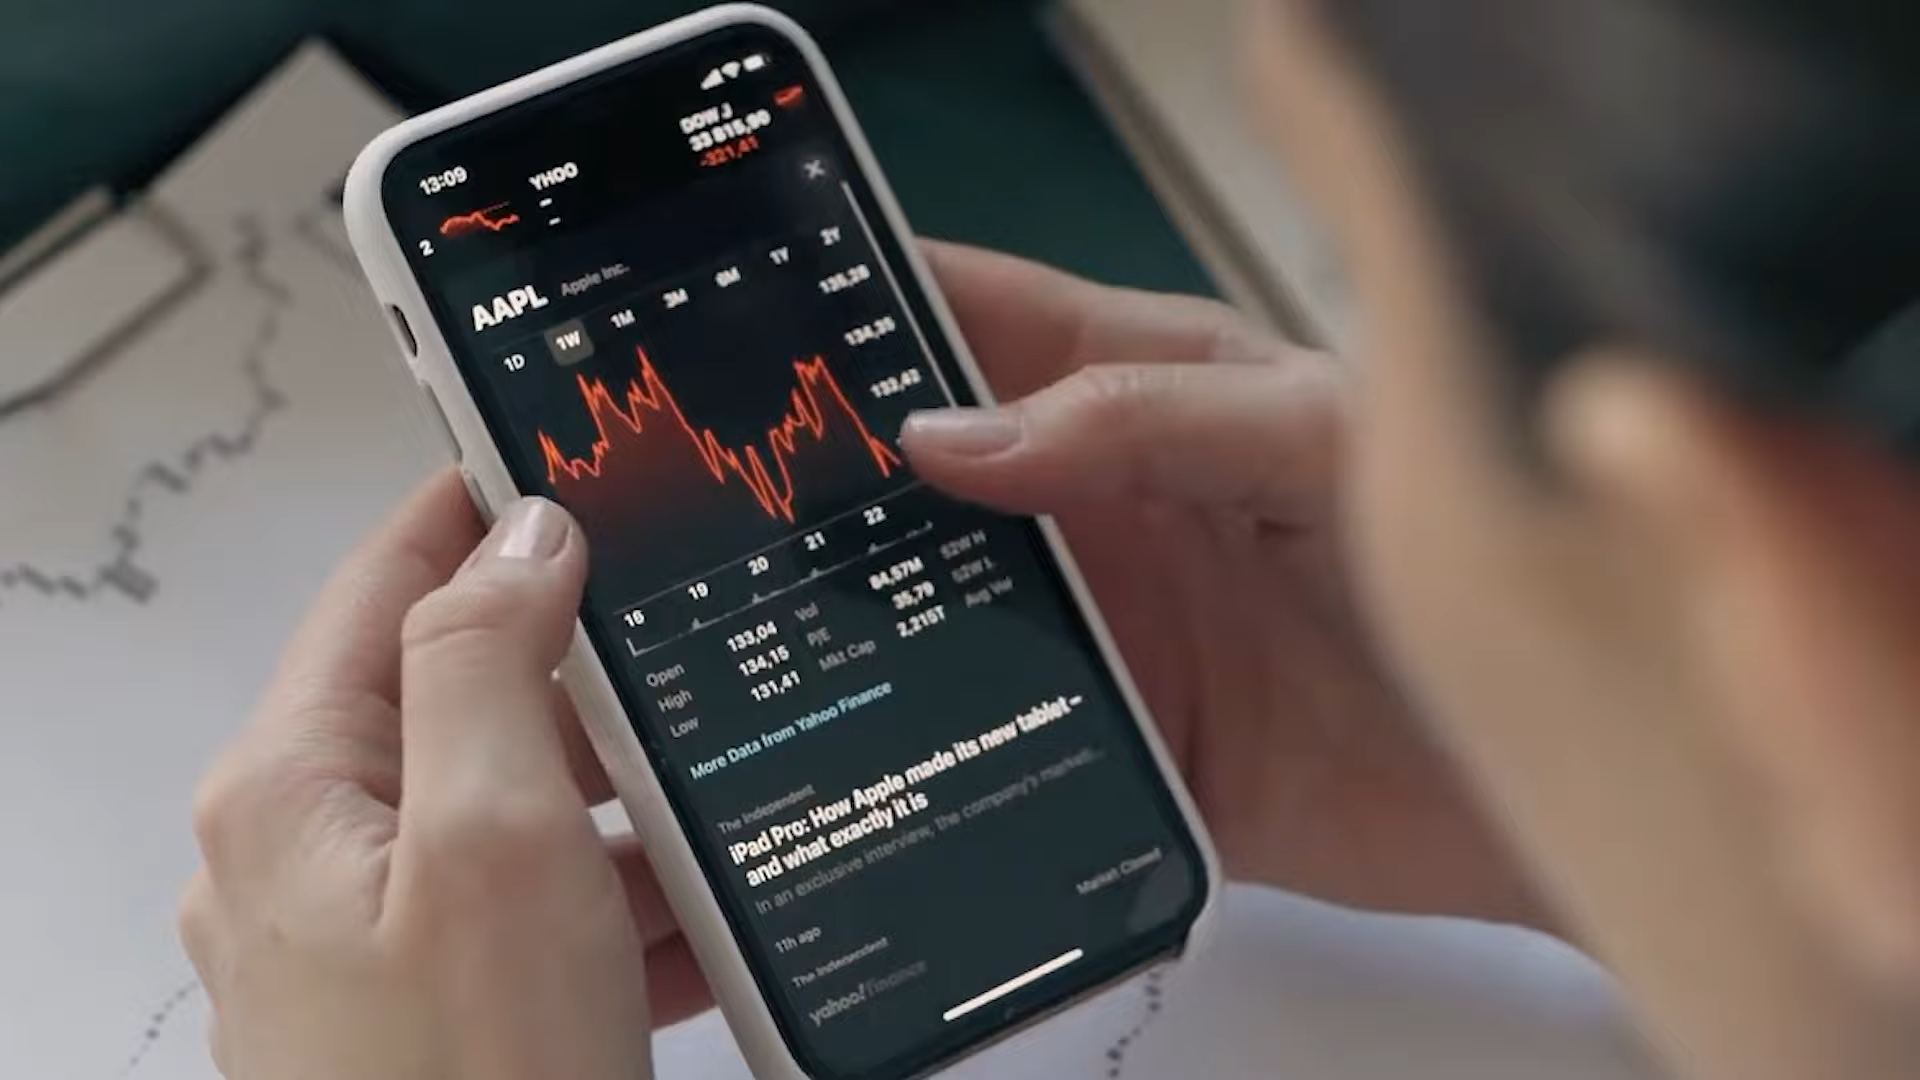 13:09
2
YHOO
-
-
DOW J
33 815,90
-321,41
AAPL Apple Inc.
1D 1W 1M 3M 6M 1Y 2Y
135,28
134,35
133,42
16 19 20 21 22
Open 133,04
High 134,15
Low 131,41
Vol 84,57M
P/E 35,79
Mkt Cap 2,215T
52W H
52W L
Avg Vol
More Data from Yahoo Finance
The Independent
iPad Pro: How Apple made its new tablet –
and what exactly it is
In an exclusive interview, the company's market...
11h ago
The Independent
yahoo!finance
Market Closed